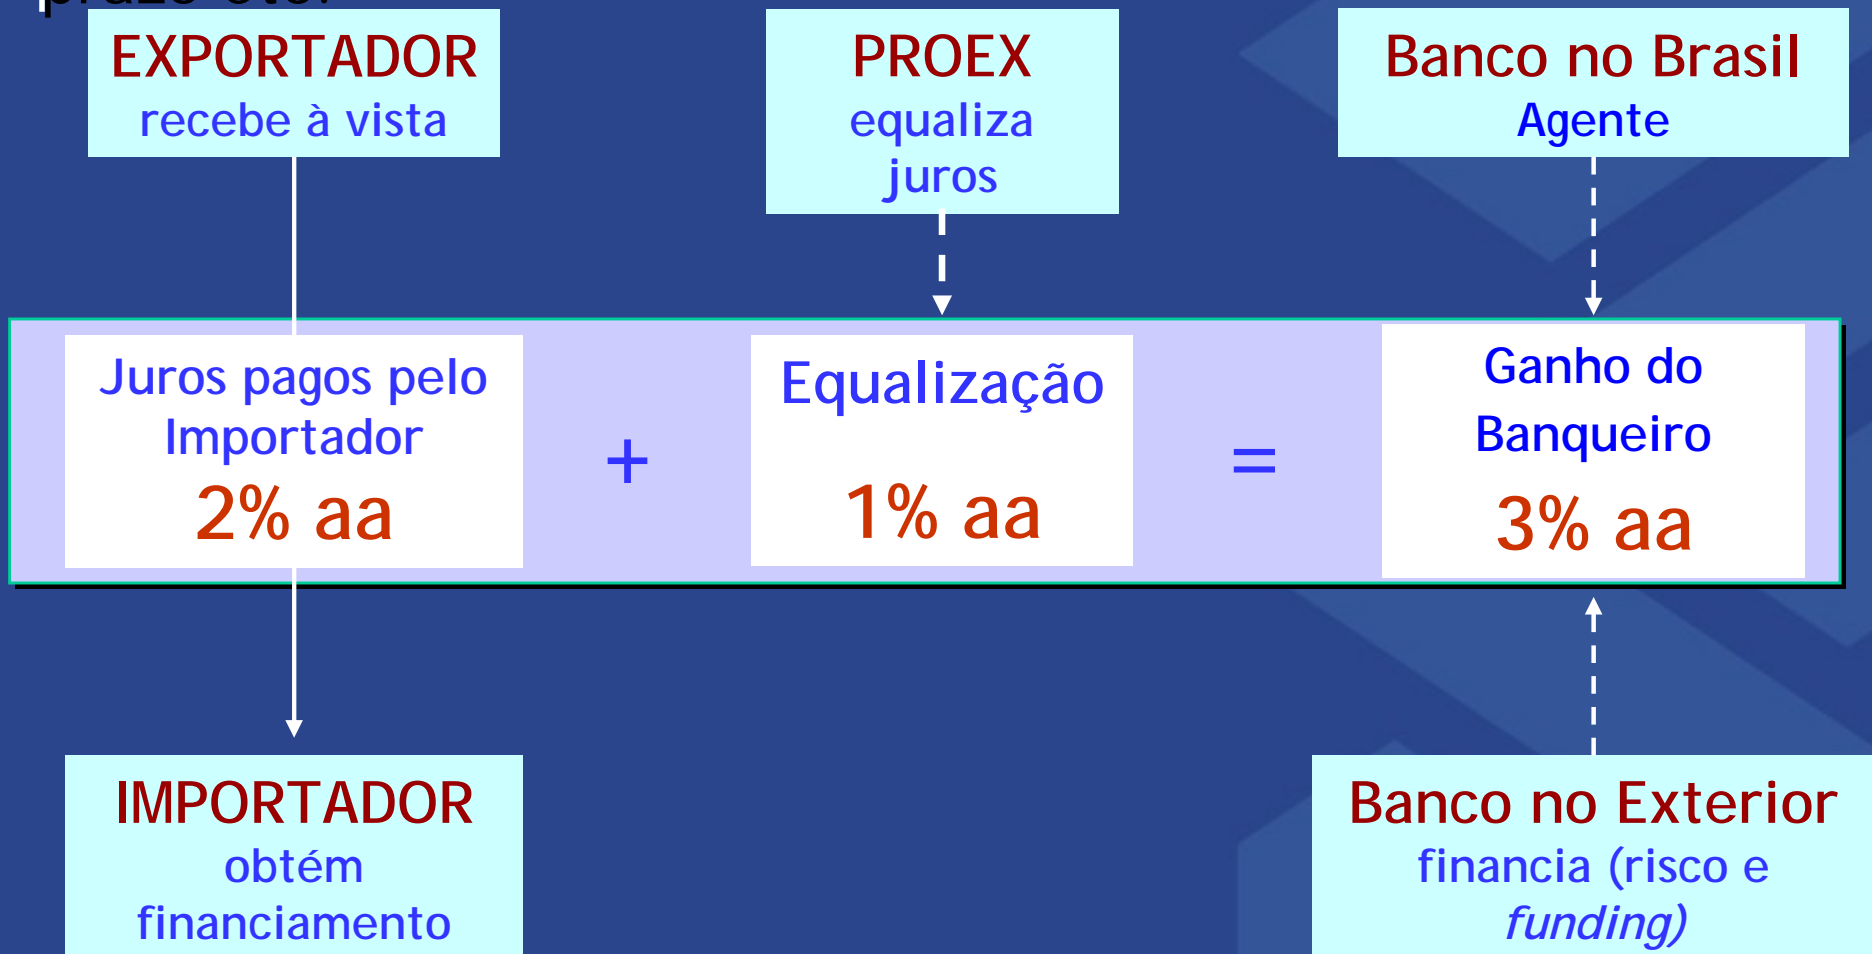 EXPORTADOR
recebe à vista
PROEX
equaliza
juros
Banco no Brasil
Agente
Juros pagos pelo
Importador
2% aa
+
Equalização
1% aa
=
Ganho do
Banqueiro
3% aa
IMPORTADOR
obtém
financiamento
Banco no Exterior
financia (risco e
funding)